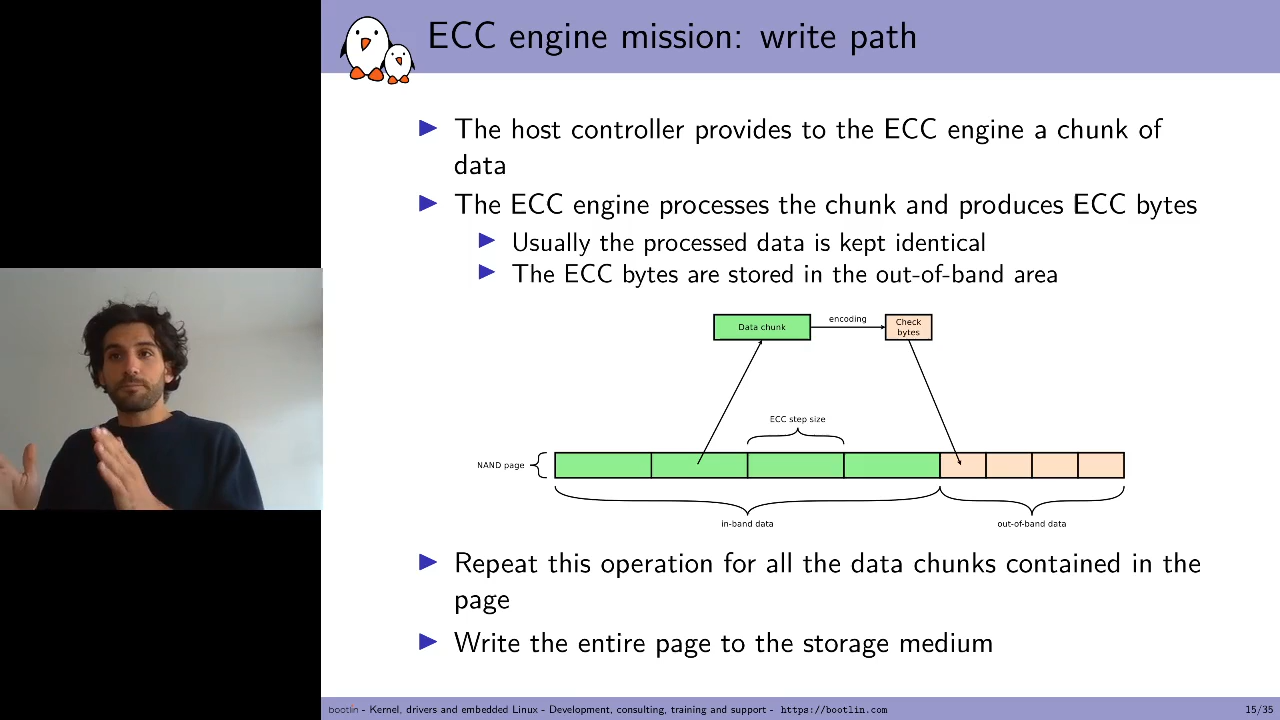 ECC engine mission: write path
The host controller provides to the ECC engine a chunk of
data
The ECC engine processes the chunk and produces ECC bytes
Usually the processed data is kept identical
The ECC bytes are stored in the out-of-band area
Data chunk
encoding
Check
bytes
ECC step size
NAND page
in-band data
out-of-band data
Repeat this operation for all the data chunks contained in the
page
Write the entire page to the storage medium
bootlin - Kernel, drivers and embedded Linux - Development, consulting, training and support - https://bootlin.com
15/35